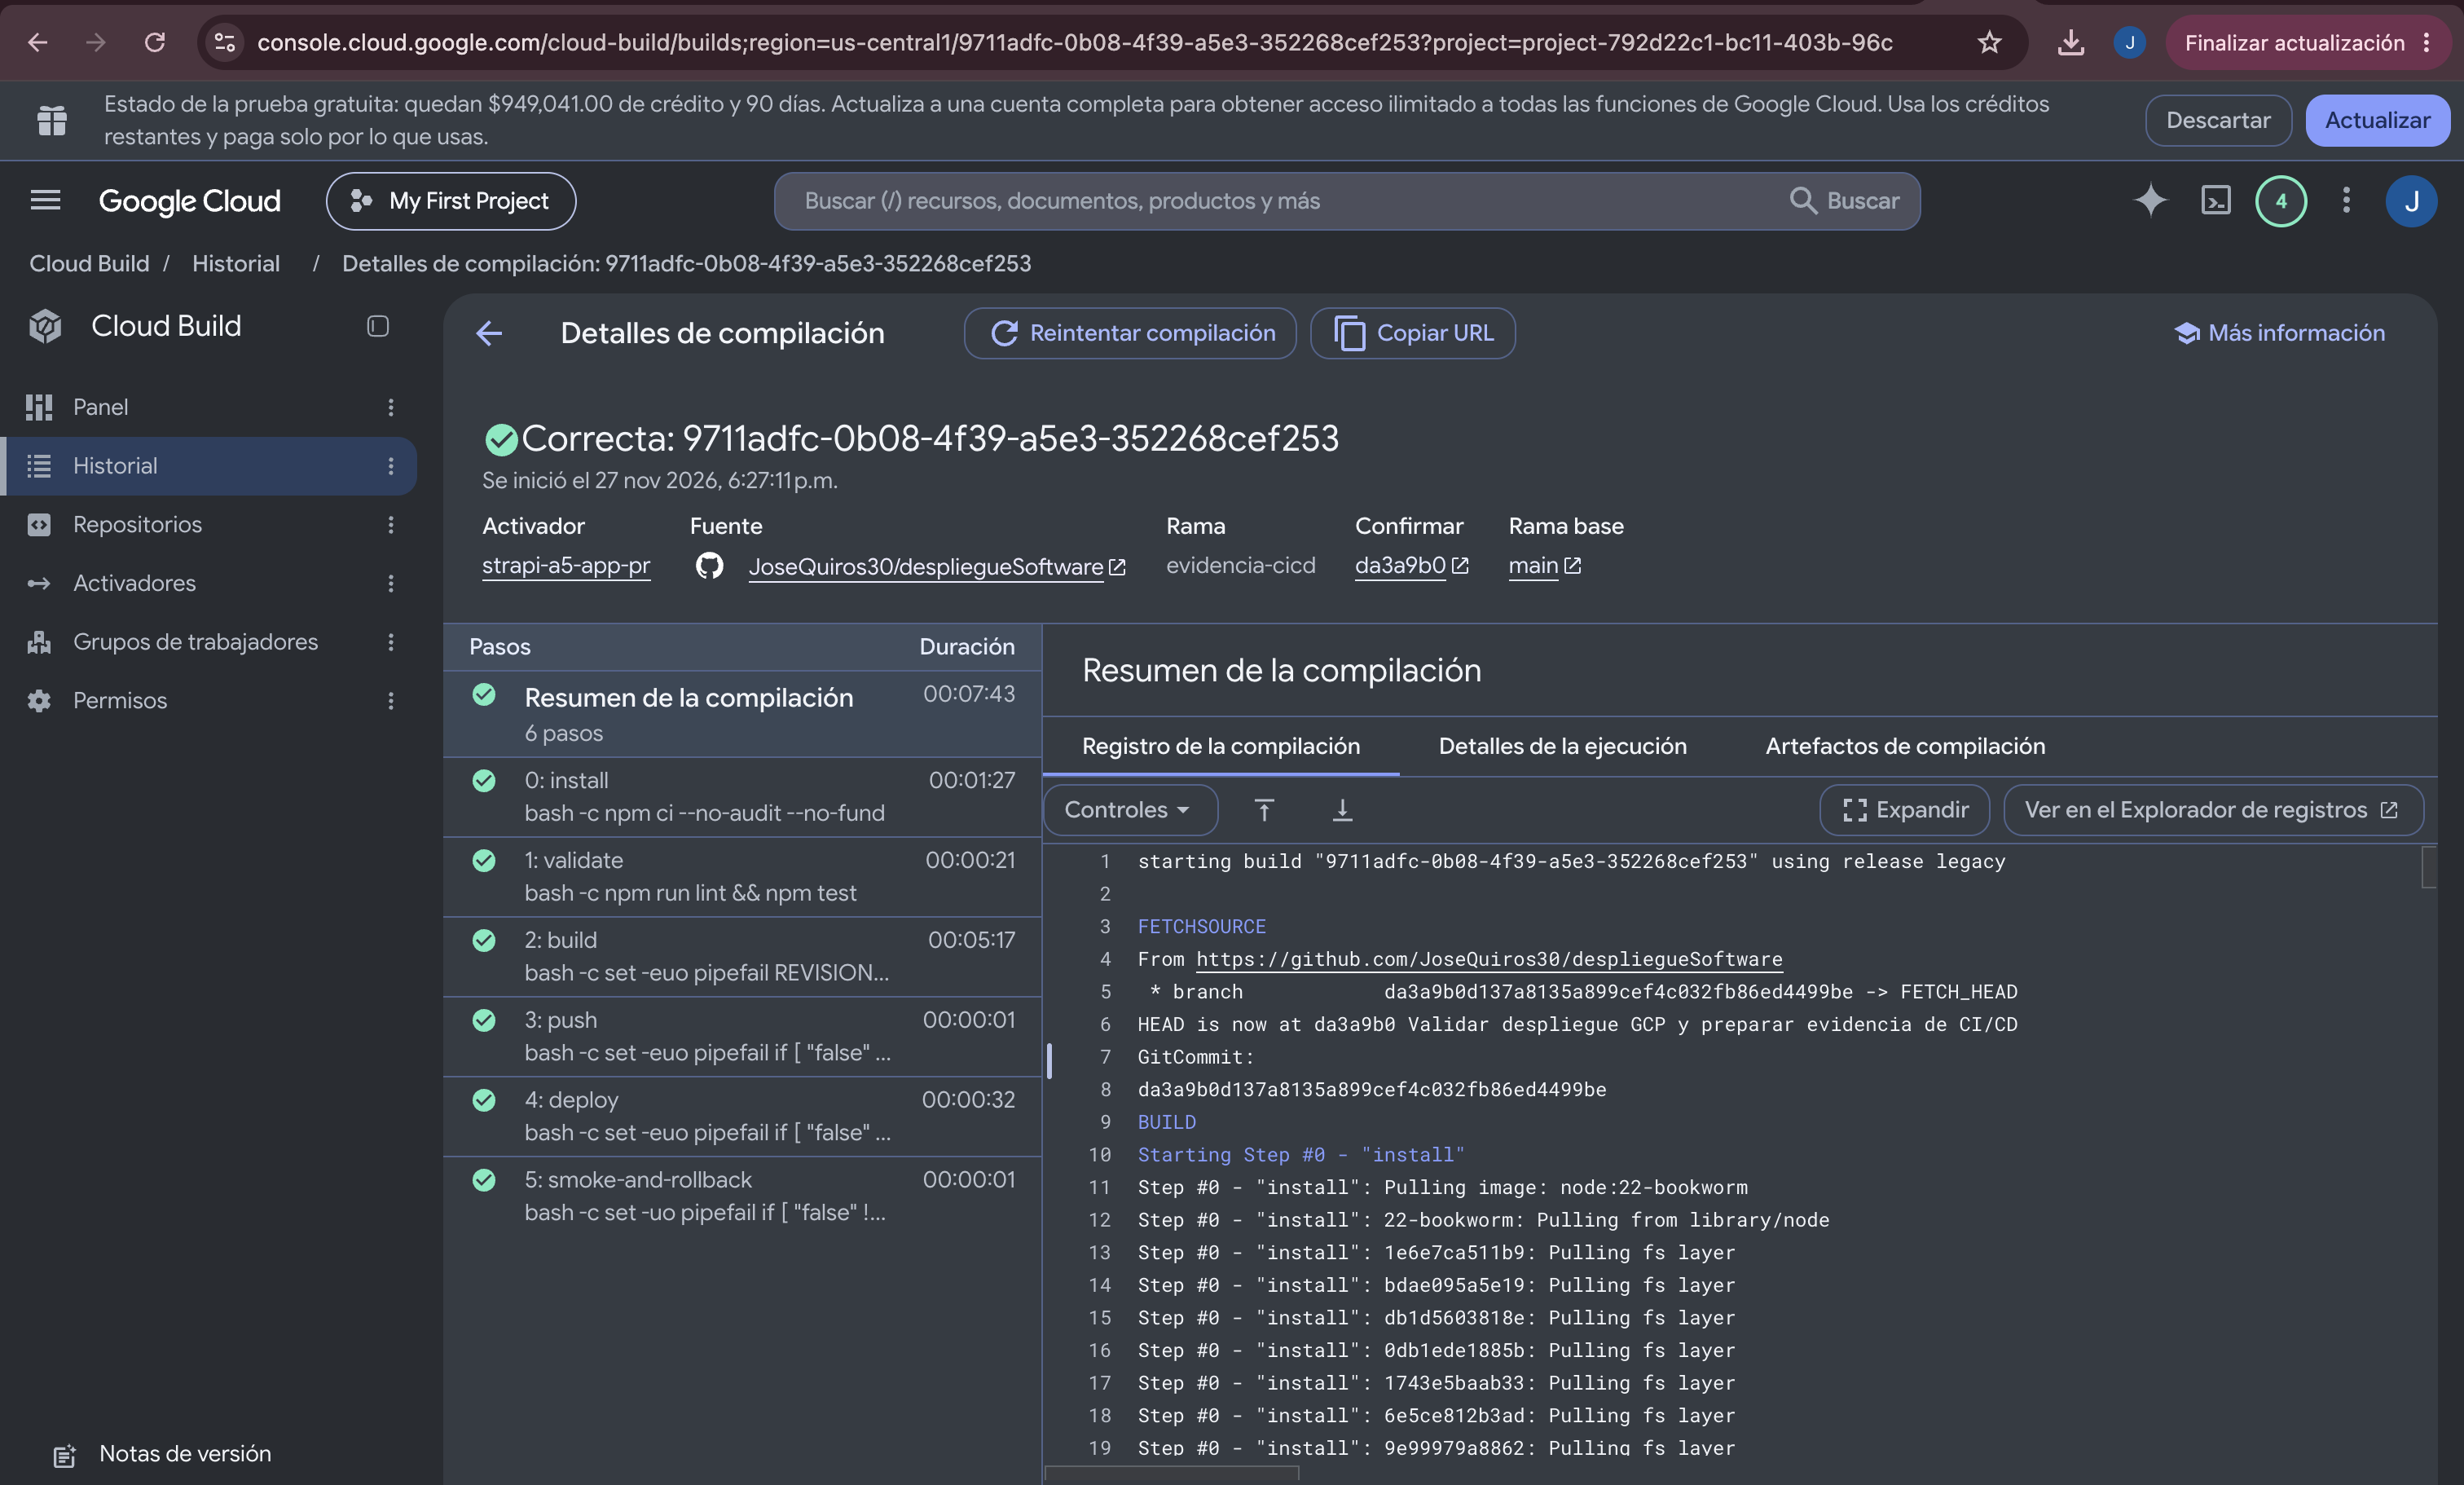 console.cloud.google.com/cloud-build/builds;region=us-central1/9711adfc-0b08-4f39-a5e3-352268cef253?project=project-792d22c1-bc11-403b-96c
J
Finalizar actualización
Estado de la prueba gratuita: quedan $949,041.00 de crédito y 90 días. Actualiza a una cuenta completa para obtener acceso ilimitado a todas las funciones de Google Cloud. Usa los créditos
restantes y paga solo por lo que usas.
Descartar
Actualizar
Google Cloud
My First Project
Buscar (/) recursos, documentos, productos y más
Buscar
4
J
Cloud Build / Historial / Detalles de compilación: 9711adfc-0b08-4f39-a5e3-352268cef253
Cloud Build
Panel
Historial
Repositorios
Activadores
Grupos de trabajadores
Permisos
Notas de versión
Detalles de compilación
Reintentar compilación
Copiar URL
Más información
Correcta: 9711adfc-0b08-4f39-a5e3-352268cef253
Se inició el 27 nov 2026, 6:27:11 p.m.
Activador Fuente Rama Confirmar Rama base
strapi-a5-app-pr JoseQuiros30/despliegueSoftware evidencia-cicd da3a9b0 main
Pasos Duración
Resumen de la compilación 00:07:43
6 pasos
0: install 00:01:27
bash -c npm ci --no-audit --no-fund
1: validate 00:00:21
bash -c npm run lint && npm test
2: build 00:05:17
bash -c set -euo pipefail REVISION...
3: push 00:00:01
bash -c set -euo pipefail if [ "false" ...
4: deploy 00:00:32
bash -c set -euo pipefail if [ "false" ...
5: smoke-and-rollback 00:00:01
bash -c set -uo pipefail if [ "false" !...
Resumen de la compilación
Registro de la compilación Detalles de la ejecución Artefactos de compilación
Controles
Expandir
Ver en el Explorador de registros
1 starting build "9711adfc-0b08-4f39-a5e3-352268cef253" using release legacy
2
3 FETCHSOURCE
4 From https://github.com/JoseQuiros30/despliegueSoftware
5 * branch da3a9b0d137a8135a899cef4c032fb86ed4499be -> FETCH_HEAD
6 HEAD is now at da3a9b0 Validar despliegue GCP y preparar evidencia de CI/CD
7 GitCommit:
8 da3a9b0d137a8135a899cef4c032fb86ed4499be
9 BUILD
10 Starting Step #0 - "install"
11 Step #0 - "install": Pulling image: node:22-bookworm
12 Step #0 - "install": 22-bookworm: Pulling from library/node
13 Step #0 - "install": 1e6e7ca511b9: Pulling fs layer
14 Step #0 - "install": bdae095a5e19: Pulling fs layer
15 Step #0 - "install": db1d5603818e: Pulling fs layer
16 Step #0 - "install": 0db1ede1885b: Pulling fs layer
17 Step #0 - "install": 1743e5baab33: Pulling fs layer
18 Step #0 - "install": 6e5ce812b3ad: Pulling fs layer
19 Step #0 - "install": 9e99979a8862: Pulling fs layer